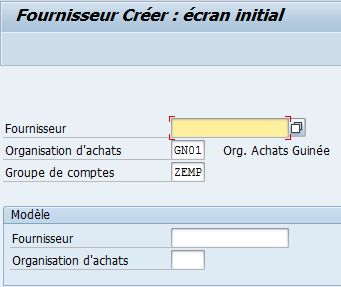 Fournisseur Créer : écran initial
Fournisseur
Organisation d'achats GN01 Org. Achats Guinée
Groupe de comptes ZEMP
Modèle
Fournisseur
Organisation d'achats